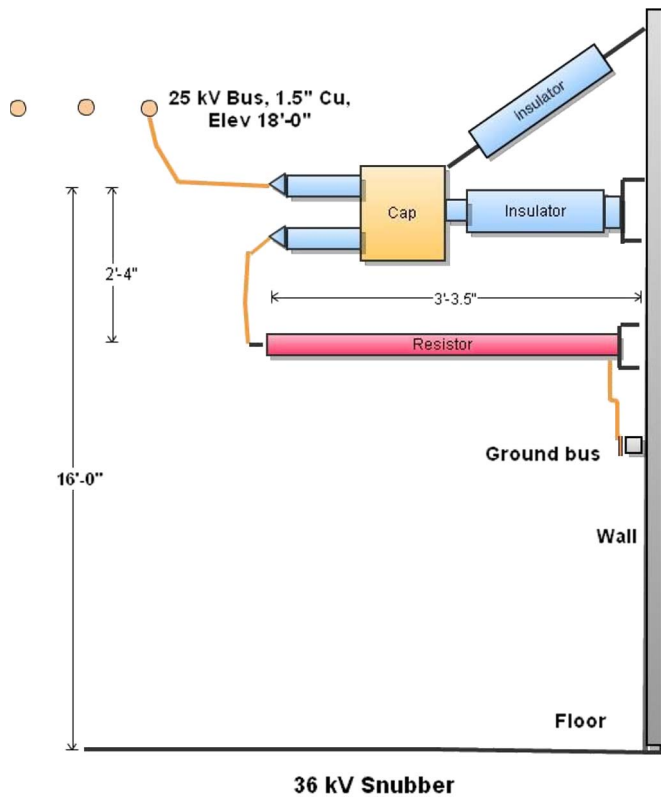 Insulator
25 kV Bus, 1.5" Cu,
Elev 18'-0"
Cap
Insulator
2'-4"
3'-3.5"
Resistor
Ground bus
16'-0"
Wall
Floor
36 kV Snubber